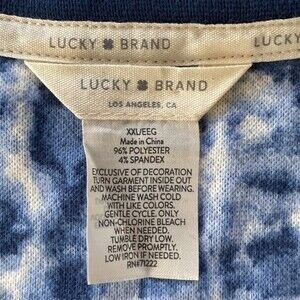 LUCKY BRAND
LUCKY
LUCKY BRAND
LOS ANGELES, CA
XXL/EEG
Made in China
96% POLYESTER
4% SPANDEX
EXCLUSIVE OF DECORATION
TURN GARMENT INSIDE OUT
AND WASH BEFORE WEARING.
MACHINE WASH COLD
WITH LIKE COLORS.
GENTLE CYCLE. ONLY
NON-CHLORINE BLEACH
WHEN NEEDED.
TUMBLE DRY LOW.
REMOVE PROMPTLY.
LOW IRON IF NEEDED.
RN#71222